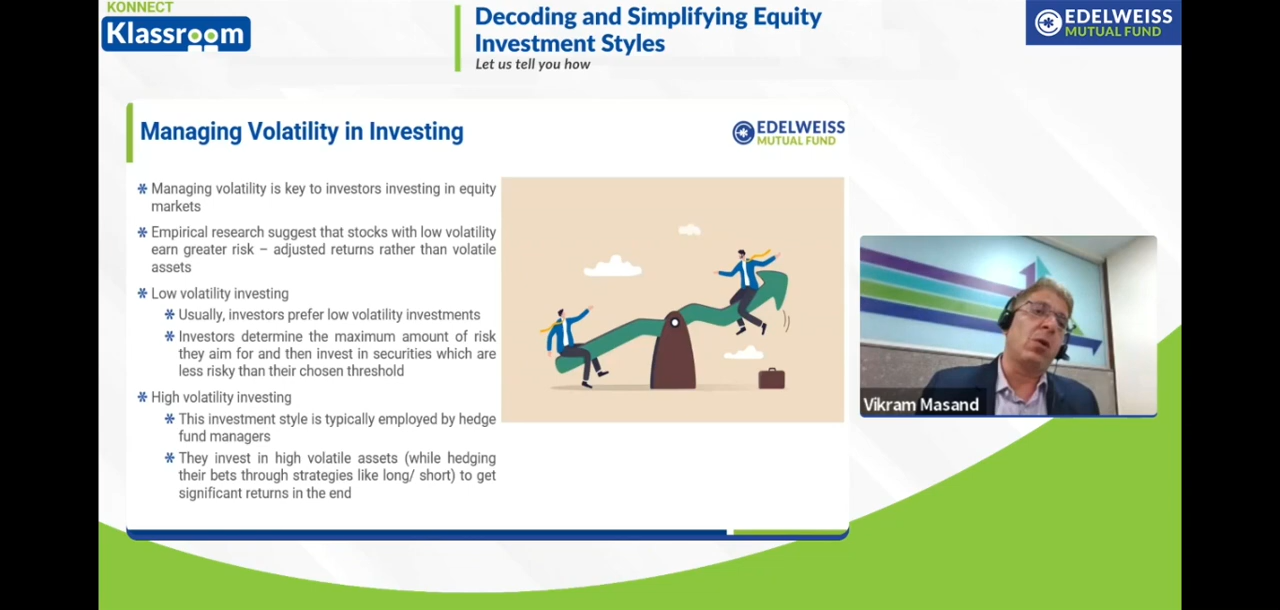 KONNECT
Klassroom
Decoding and Simplifying Equity
Investment Styles
Let us tell you how
EDELWEISS
MUTUAL FUND
Managing Volatility in Investing
EDELWEISS
MUTUAL FUND
Managing volatility is key to investors investing in equity
markets
Empirical research suggest that stocks with low volatility
earn greater risk – adjusted returns rather than volatile
assets
Low volatility investing
Usually, investors prefer low volatility investments
Investors determine the maximum amount of risk
they aim for and then invest in securities which are
less risky than their chosen threshold
High volatility investing
This investment style is typically employed by hedge
fund managers
They invest in high volatile assets (while hedging
their bets through strategies like long/ short) to get
significant returns in the end
Vikram Masand